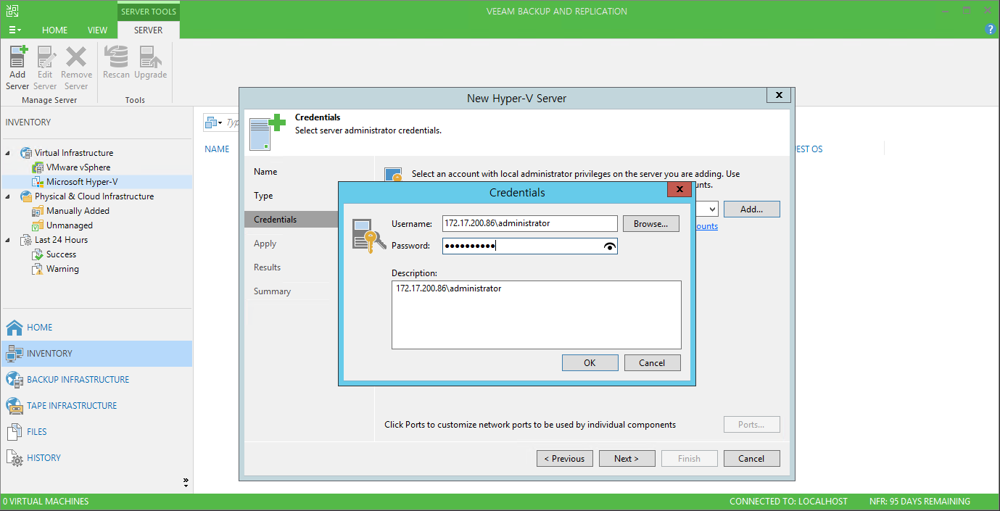 SERVER TOOLS
VEEAM BACKUP AND REPLICATION
HOME VIEW SERVER
?
Add Server
Edit Server
Remove Server
Rescan
Upgrade
Manage Server
Tools
INVENTORY
Virtual Infrastructure
VMware vSphere
Microsoft Hyper-V
Physical & Cloud Infrastructure
Manually Added
Unmanaged
Last 24 Hours
Success
Warning
HOME
INVENTORY
BACKUP INFRASTRUCTURE
TAPE INFRASTRUCTURE
FILES
HISTORY
NAME
New Hyper-V Server
X
Credentials
Select server administrator credentials.
Name
Type
Credentials
Apply
Results
Summary
Select an account with local administrator privileges on the server you are adding. Use
Add...
Credentials
X
Username: 172.17.200.86\administrator Browse...
Password: ●●●●●●●●●●
Description:
172.17.200.86\administrator
OK Cancel
Click Ports to customize network ports to be used by individual components Ports...
< Previous Next > Finish Cancel
0 VIRTUAL MACHINES CONNECTED TO: LOCALHOST NFR: 95 DAYS REMAINING